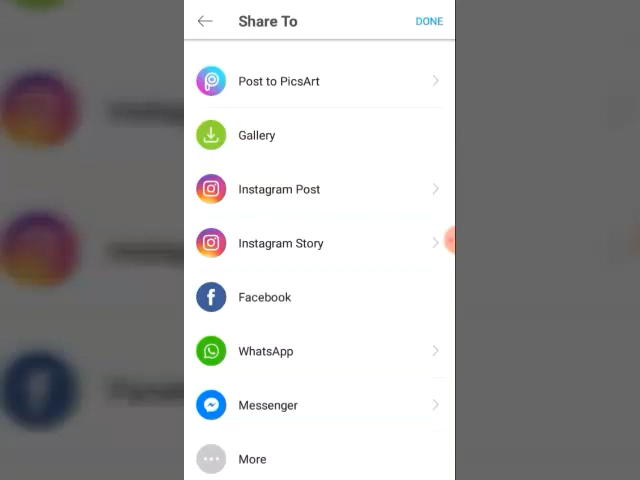 Share To
DONE
Post to PicsArt
Gallery
Instagram Post
Instagram Story
Facebook
WhatsApp
Messenger
More